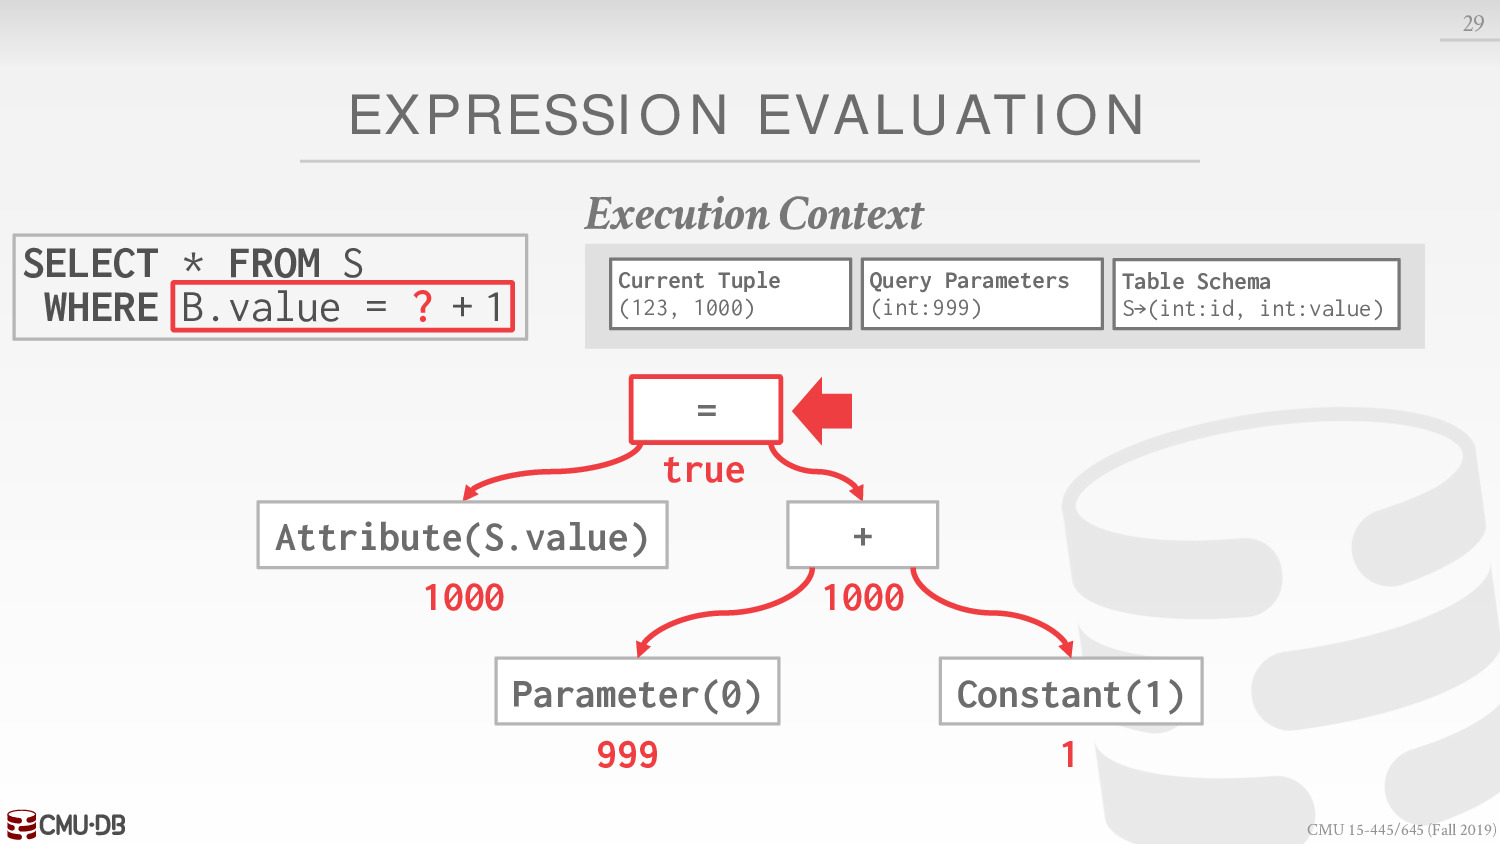 29
EXPRESSION EVALUATION
Execution Context
SELECT * FROM S
WHERE B.value = ? + 1
Current Tuple
(123, 1000)
Query Parameters
(int:999)
Table Schema
S→(int:id, int:value)
=
true
Attribute(S.value)
+
1000
1000
Parameter(0)
Constant(1)
999
1
CMU·DB
CMU 15-445/645 (Fall 2019)